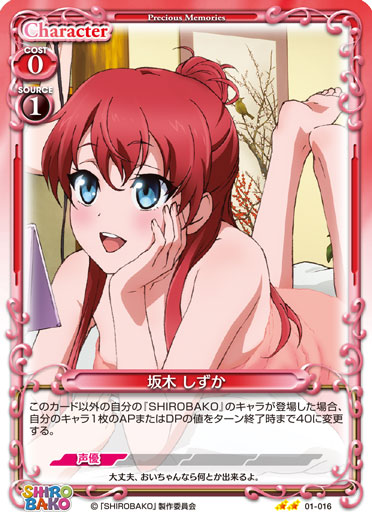 Precious Memories
Character
COST
0
SOURCE
1
坂木 しずか
このカード以外の自分の『SHIROBAKO』のキャラが登場した場合、
自分のキャラ1枚のAPまたはDPの値をターン終了時まで40に変更
する。
声優
大丈夫、おいちゃんなら何とか出来るよ。
SHIRO
BAKO
© 「SHIROBAKO」製作委員会
01-016